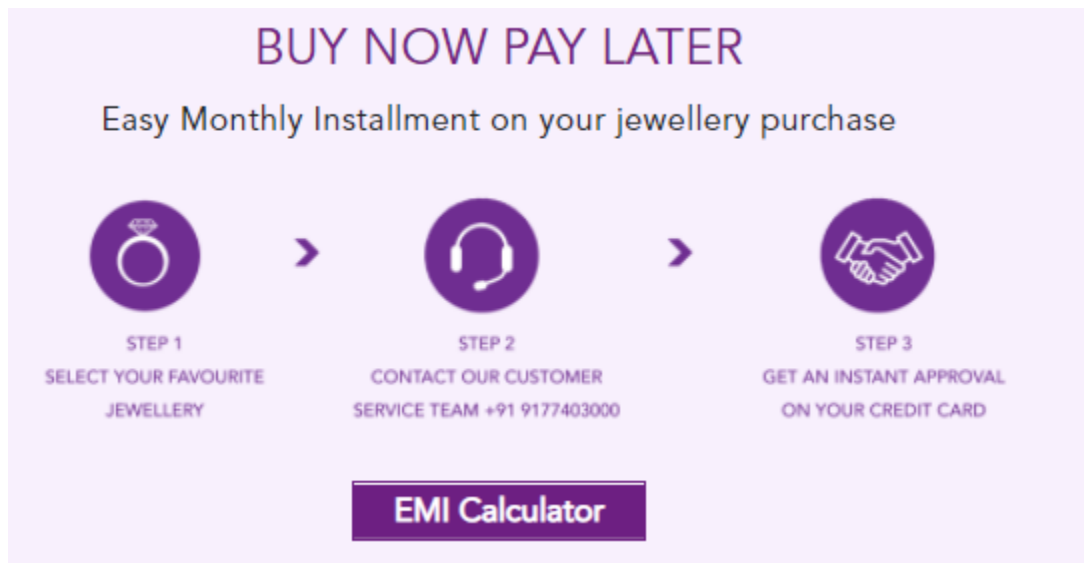 BUY NOW PAY LATER
Easy Monthly Installment on your jewellery purchase
STEP 1
SELECT YOUR FAVOURITE
JEWELLERY
STEP 2
CONTACT OUR CUSTOMER
SERVICE TEAM +91 9177403000
STEP 3
GET AN INSTANT APPROVAL
ON YOUR CREDIT CARD
EMI Calculator